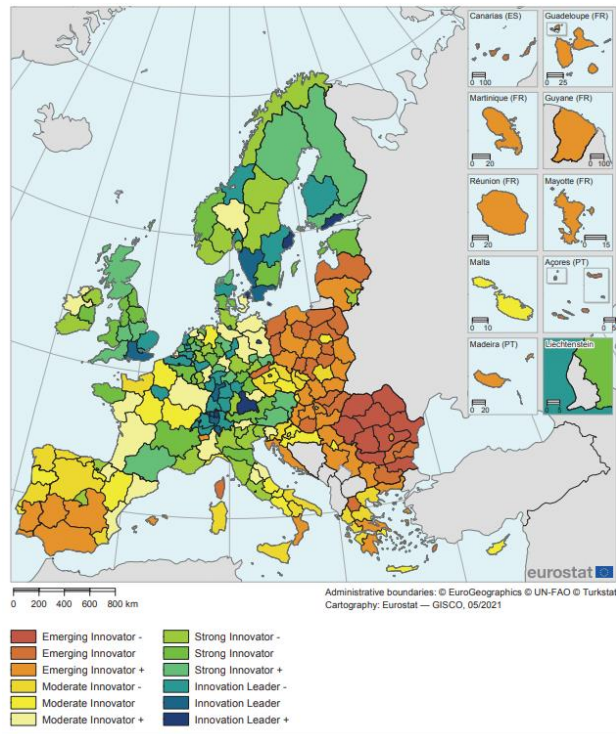 Canarias (ES)
0 100
Guadeloupe (FR)
0 25
Martinique (FR)
0 20
Guyane (FR)
0 100
Réunion (FR)
0 20
Mayotte (FR)
0 15
Malta
0 10
Açores (PT)
0 5
Madeira (PT)
0 20
Liechtenstein
0 5
eurostat
0 200 400 600 800 km
Administrative boundaries: © EuroGeographics © UN-FAO © Turkstat
Cartography: Eurostat — GISCO, 05/2021
Emerging Innovator -
Emerging Innovator
Emerging Innovator +
Moderate Innovator -
Moderate Innovator
Moderate Innovator +
Strong Innovator -
Strong Innovator
Strong Innovator +
Innovation Leader -
Innovation Leader
Innovation Leader +